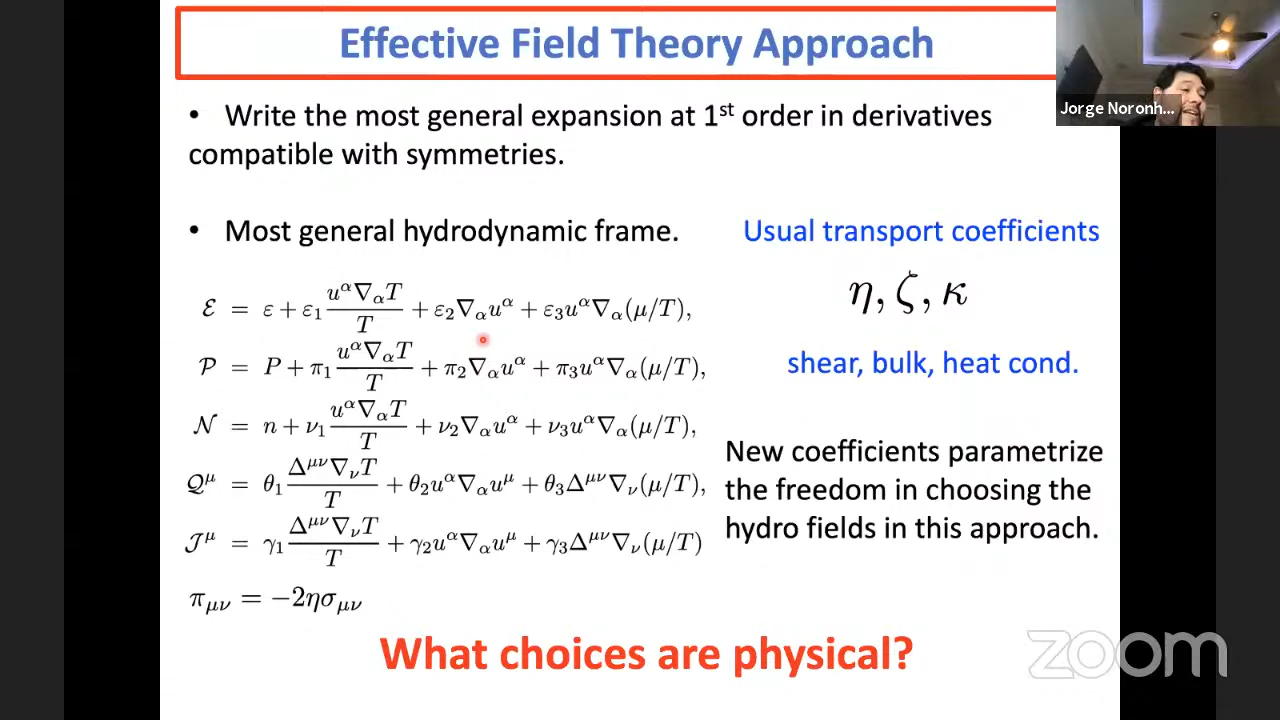 Effective Field Theory Approach
Jorge Noronh...
• Write the most general expansion at 1st order in derivatives
compatible with symmetries.
• Most general hydrodynamic frame.
Usual transport coefficients
ℰ = ε + ε₁ (u^α∇_αT)/T + ε₂∇_αu^α + ε₃u^α∇_α(μ/T),
η, ζ, κ
𝒫 = P + π₁ (u^α∇_αT)/T + π₂∇_αu^α + π₃u^α∇_α(μ/T),
shear, bulk, heat cond.
𝒩 = n + ν₁ (u^α∇_αT)/T + ν₂∇_αu^α + ν₃u^α∇_α(μ/T),
𝒬^μ = θ₁ (Δ^{μν}∇_νT)/T + θ₂u^α∇_αu^μ + θ₃Δ^{μν}∇_ν(μ/T),
𝒥^μ = γ₁ (Δ^{μν}∇_νT)/T + γ₂u^α∇_αu^μ + γ₃Δ^{μν}∇_ν(μ/T)
New coefficients parametrize
the freedom in choosing the
hydro fields in this approach.
π_{μν} = −2ησ_{μν}
What choices are physical?
zoom